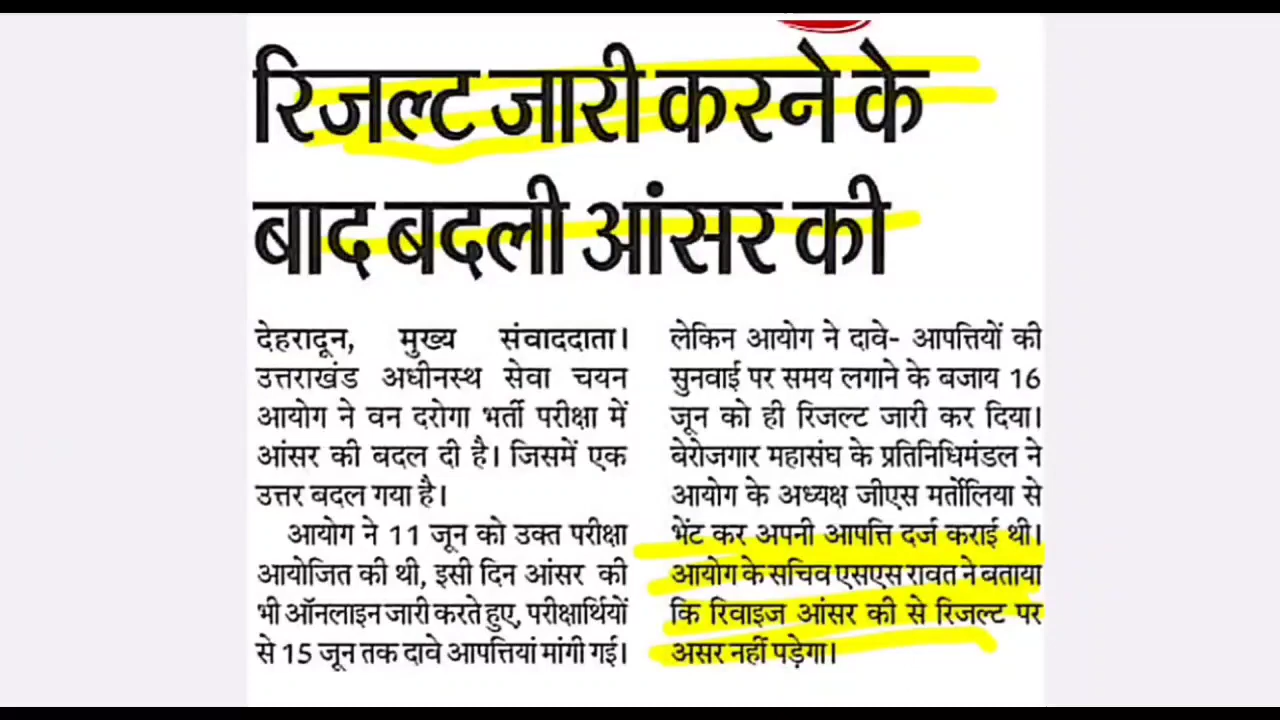 रिजल्ट जारी करने के
बाद बदली आंसर की
देहरादून, मुख्य संवाददाता।
उत्तराखंड अधीनस्थ सेवा चयन
आयोग ने वन दरोगा भर्ती परीक्षा में
आंसर की बदल दी है। जिसमें एक
उत्तर बदल गया है।
आयोग ने 11 जून को उक्त परीक्षा
आयोजित की थी, इसी दिन आंसर की
भी ऑनलाइन जारी करते हुए, परीक्षार्थियों
से 15 जून तक दावे आपत्तियां मांगी गई।
लेकिन आयोग ने दावे- आपत्तियों की
सुनवाई पर समय लगाने के बजाय 16
जून को ही रिजल्ट जारी कर दिया।
बेरोजगार महासंघ के प्रतिनिधिमंडल ने
आयोग के अध्यक्ष जीएस मर्तोलिया से
भेंट कर अपनी आपत्ति दर्ज कराई थी।
आयोग के सचिव एसएस रावत ने बताया
कि रिवाइज आंसर की से रिजल्ट पर
असर नहीं पड़ेगा।